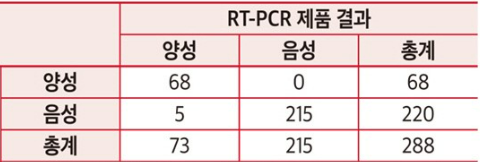 RT-PCR 제품 결과
양성 음성 총계
양성 68 0 68
음성 5 215 220
총계 73 215 288